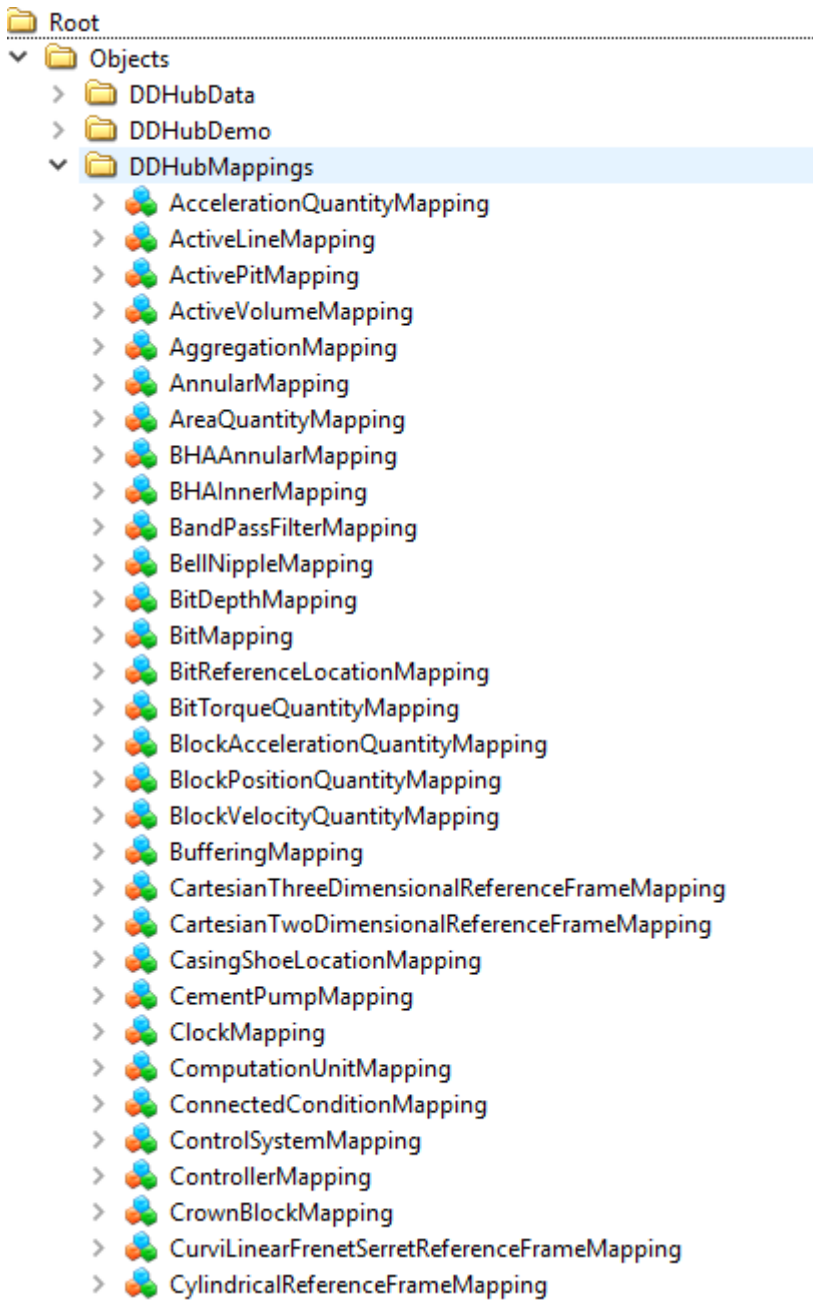 Root
Objects
DDHubData
DDHubDemo
DDHubMappings
AccelerationQuantityMapping
ActiveLineMapping
ActivePitMapping
ActiveVolumeMapping
AggregationMapping
AnnularMapping
AreaQuantityMapping
BHAAnnularMapping
BHAInnerMapping
BandPassFilterMapping
BellNippleMapping
BitDepthMapping
BitMapping
BitReferenceLocationMapping
BitTorqueQuantityMapping
BlockAccelerationQuantityMapping
BlockPositionQuantityMapping
BlockVelocityQuantityMapping
BufferingMapping
CartesianThreeDimensionalReferenceFrameMapping
CartesianTwoDimensionalReferenceFrameMapping
CasingShoeLocationMapping
CementPumpMapping
ClockMapping
ComputationUnitMapping
ConnectedConditionMapping
ControlSystemMapping
ControllerMapping
CrownBlockMapping
CurviLinearFrenetSerretReferenceFrameMapping
CylindricalReferenceFrameMapping